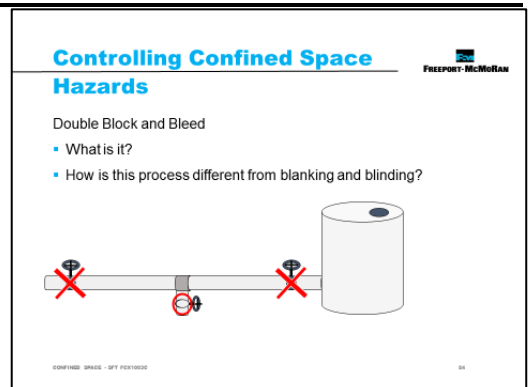 Controlling Confined Space
Hazards
FCX
FREEPORT-McMoRAN
Double Block and Bleed
▪ What is it?
▪ How is this process different from blanking and blinding?
CONFINED SPACE - SFT FCX1002C